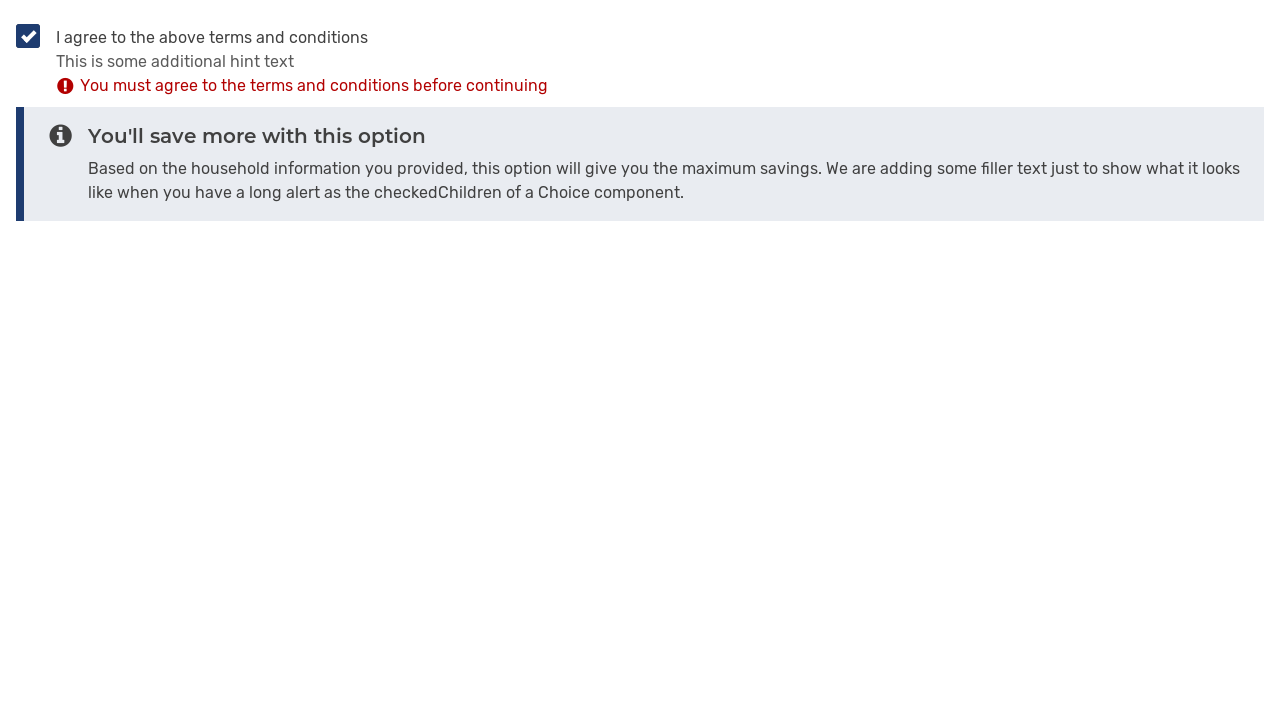 I agree to the above terms and conditions
This is some additional hint text
You must agree to the terms and conditions before continuing
You'll save more with this option
Based on the household information you provided, this option will give you the maximum savings. We are adding some filler text just to show what it looks
like when you have a long alert as the checkedChildren of a Choice component.